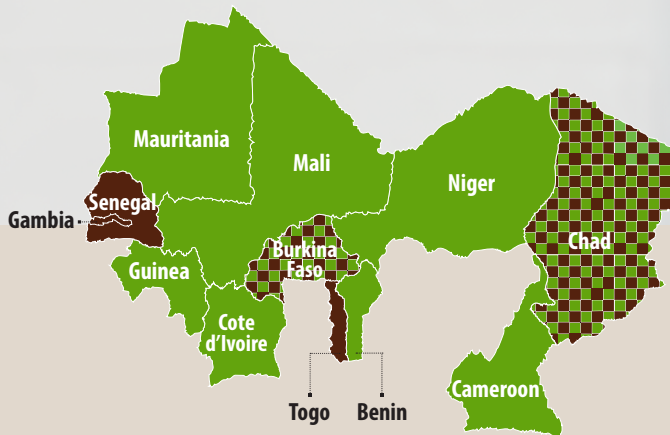 Mauritania
Mali
Niger
Senegal
Gambia
Chad
Burkina
Faso
Guinea
Cote
d'Ivoire
Cameroon
Togo
Benin